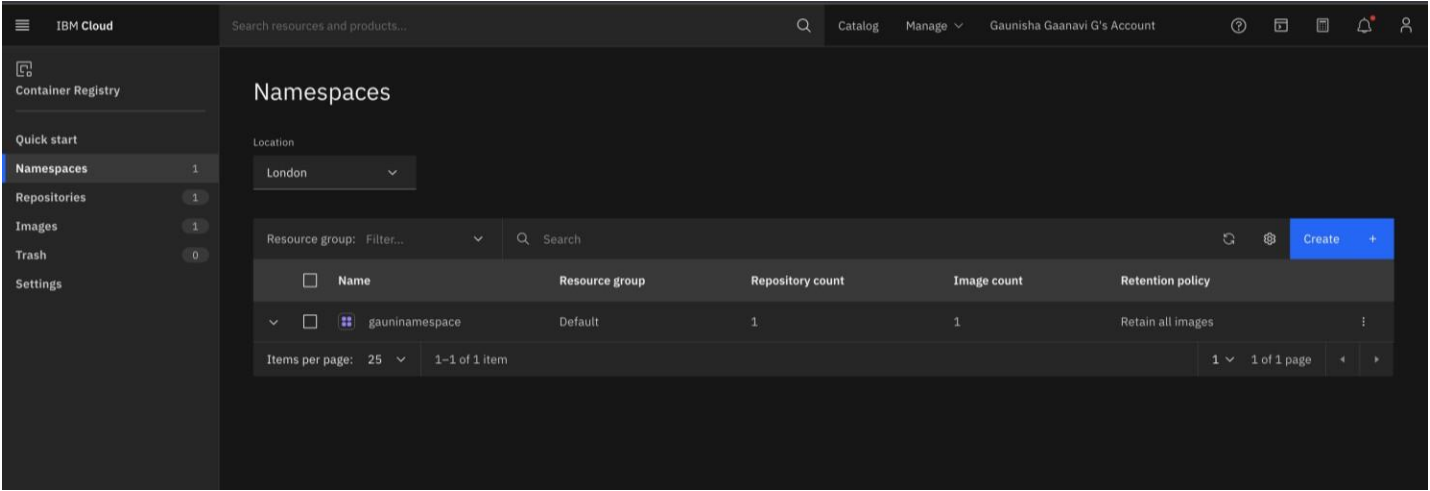 IBM Cloud
Search resources and products...
Catalog
Manage
Gaunisha Gaanavi G's Account
Container Registry
Quick start
Namespaces 1
Repositories 1
Images 1
Trash 0
Settings
Namespaces
Location
London
Resource group: Filter...
Search
Create +
Name Resource group Repository count Image count Retention policy
gauninamespace Default 1 1 Retain all images
Items per page: 25 1–1 of 1 item 1 1 of 1 page